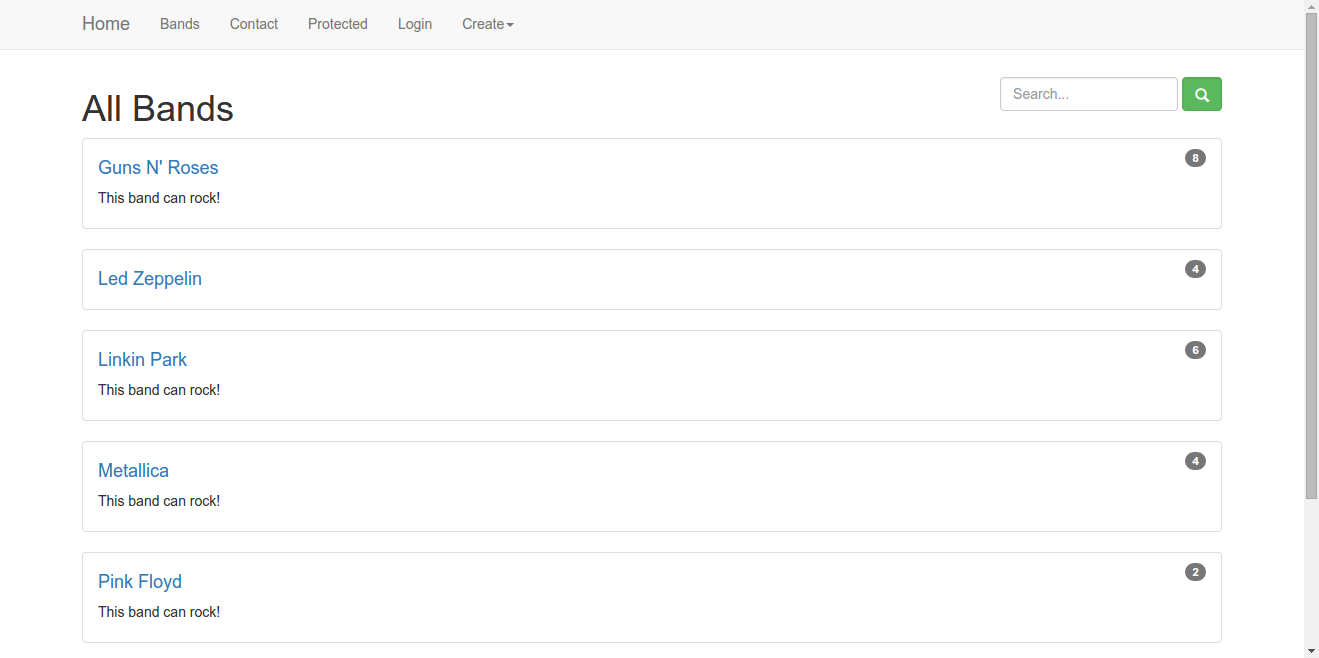 Home Bands Contact Protected Login Create
All Bands
Search...
Guns N' Roses 8
This band can rock!
Led Zeppelin 4
Linkin Park 6
This band can rock!
Metallica 4
This band can rock!
Pink Floyd 2
This band can rock!